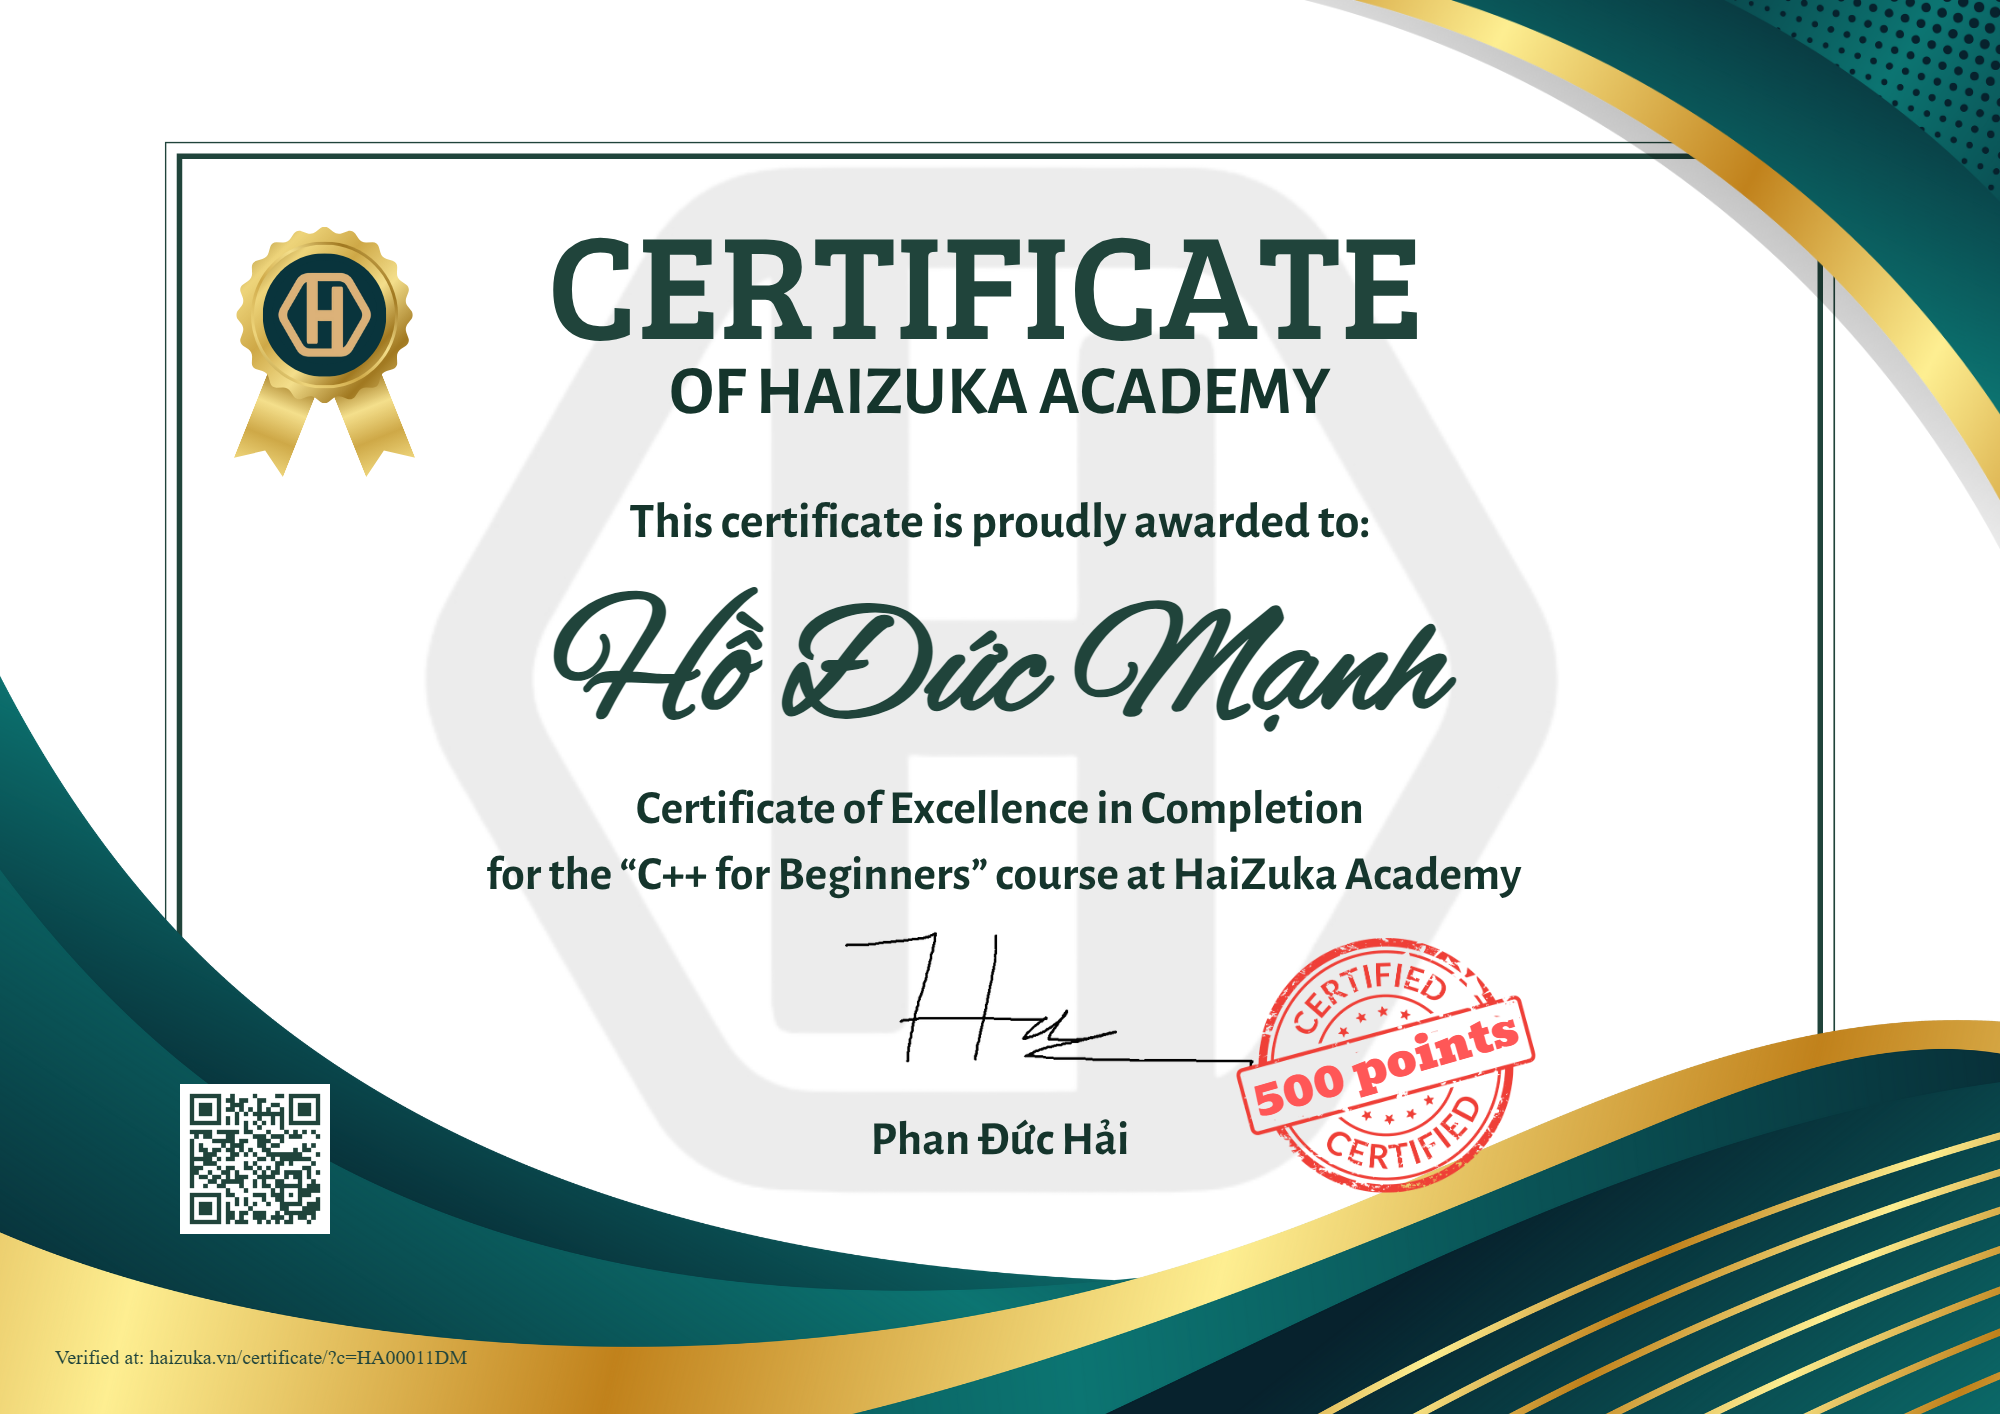 CERTIFICATE
OF HAIZUKA ACADEMY
This certificate is proudly awarded to:
Hồ Đức Mạnh
Certificate of Excellence in Completion
for the “C++ for Beginners” course at HaiZuka Academy
CERTIFIED
500 points
CERTIFIED
Phan Đức Hải
Verified at: haizuka.vn/certificate/?c=HA00011DM